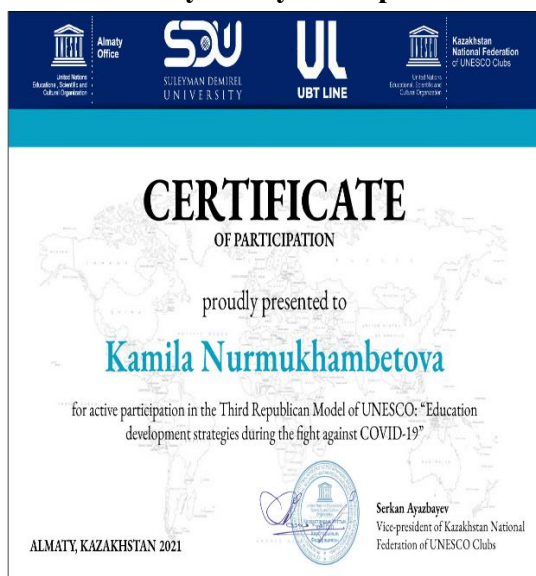 Almaty
Office
United Nations
Educational, Scientific and
Cultural Organization
SDU
SULEYMAN DEMIREL
UNIVERSITY
UL
UBT LINE
United Nations
Educational, Scientific and
Cultural Organization
Kazakhstan
National Federation
of UNESCO Clubs
CERTIFICATE
OF PARTICIPATION
proudly presented to
Kamila Nurmukhambetova
for active participation in the Third Republican Model of UNESCO: “Education
development strategies during the fight against COVID-19”
Serkan Ayazbayev
Vice-president of Kazakhstan National
Federation of UNESCO Clubs
ALMATY, KAZAKHSTAN 2021